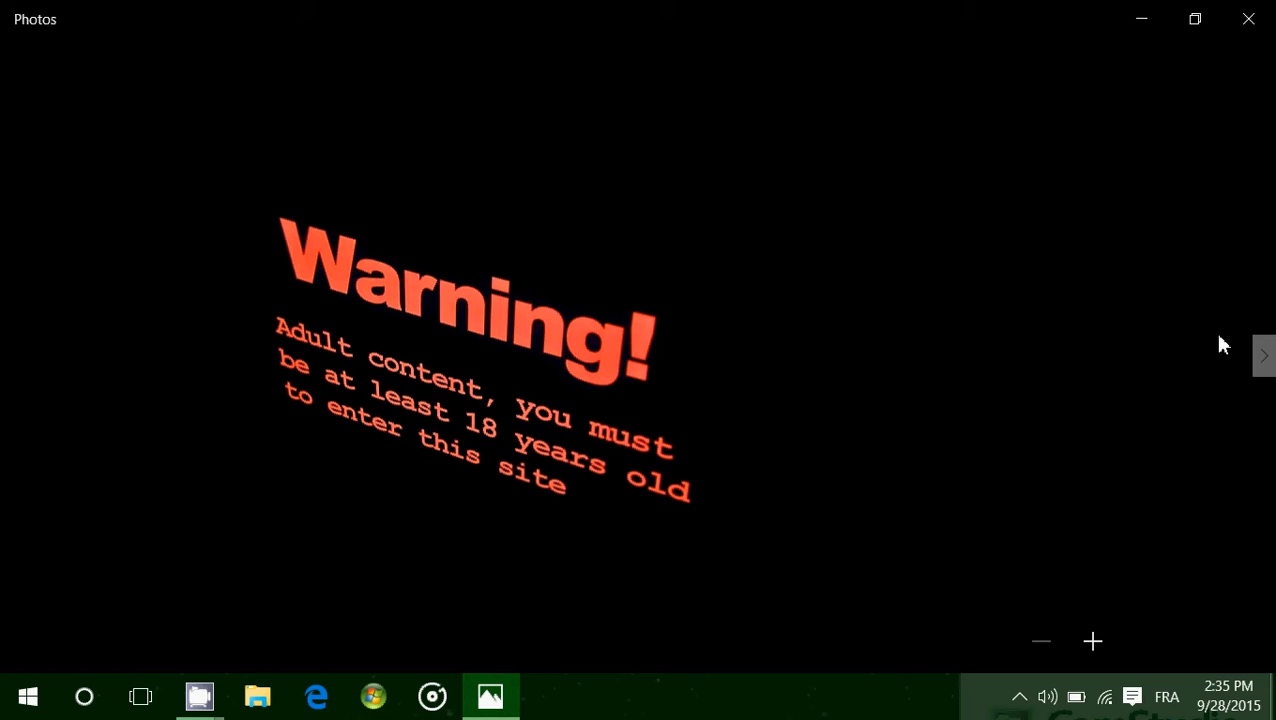 Photos
Warning!
Adult content, you must
be at least 18 years old
to enter this site
FRA
2:35 PM
9/28/2015